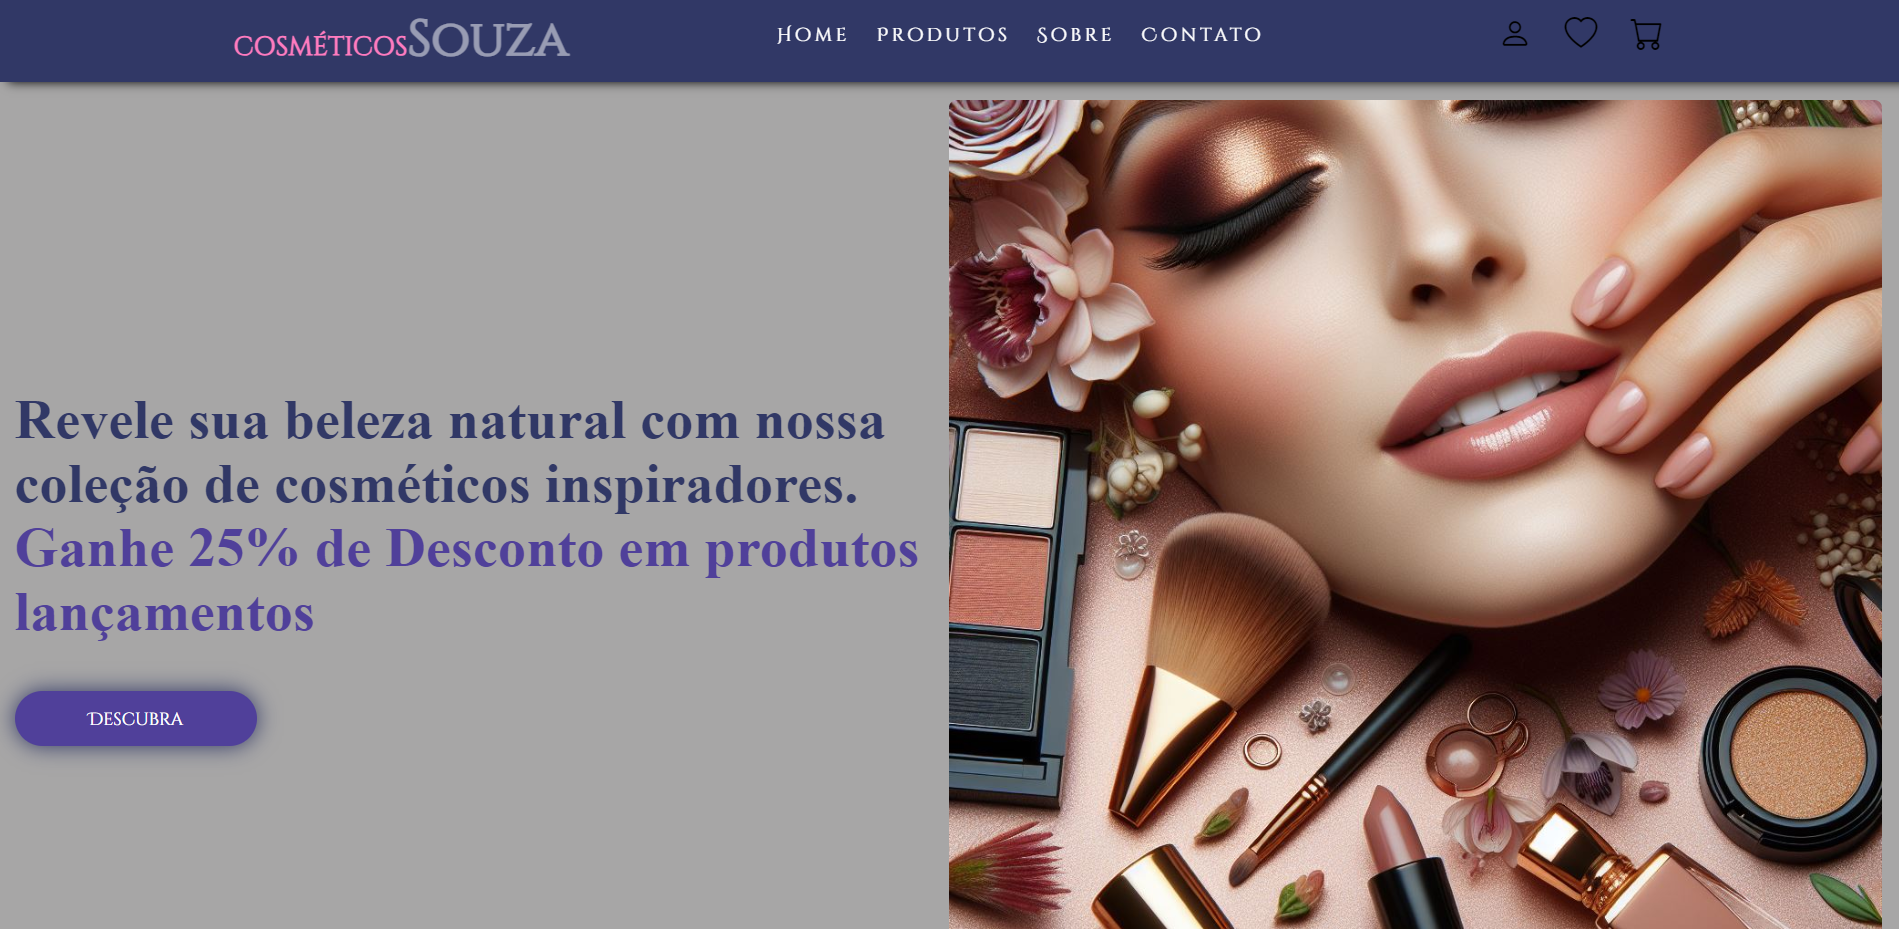 COSMÉTICOSSOUZA
HOME PRODUTOS SOBRE CONTATO
Revele sua beleza natural com nossa
coleção de cosméticos inspiradores.
Ganhe 25% de Desconto em produtos
lançamentos
DESCUBRA